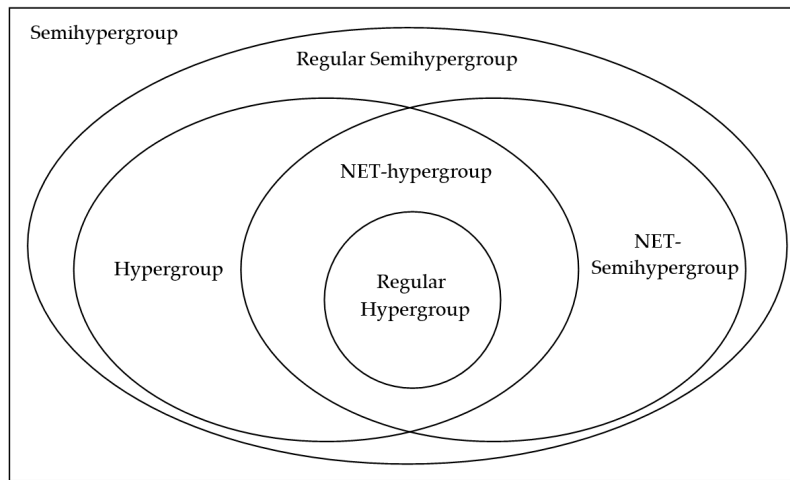 Semihypergroup
Regular Semihypergroup
NET-hypergroup
Hypergroup
NET-
Semihypergroup
Regular
Hypergroup